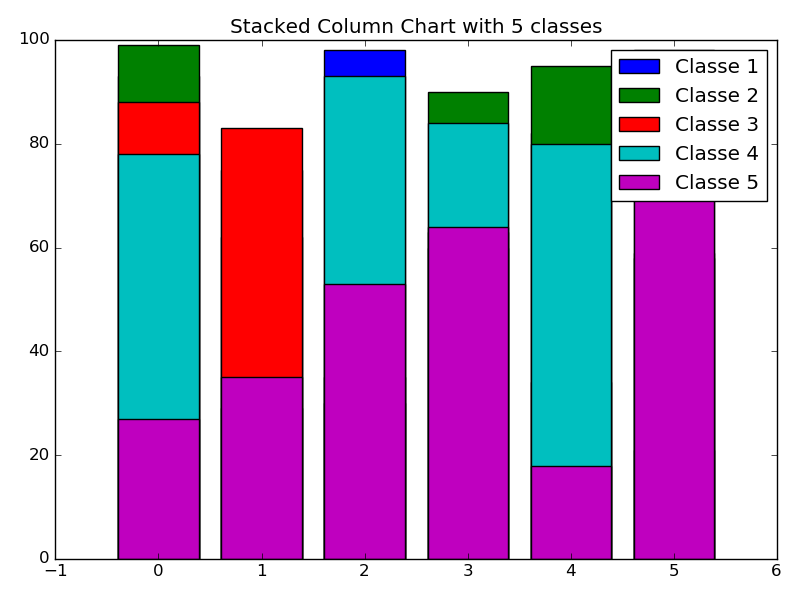 Stacked Column Chart with 5 classes
100
80
60
40
20
0
−1 0 1 2 3 4 5 6
Classe 1
Classe 2
Classe 3
Classe 4
Classe 5